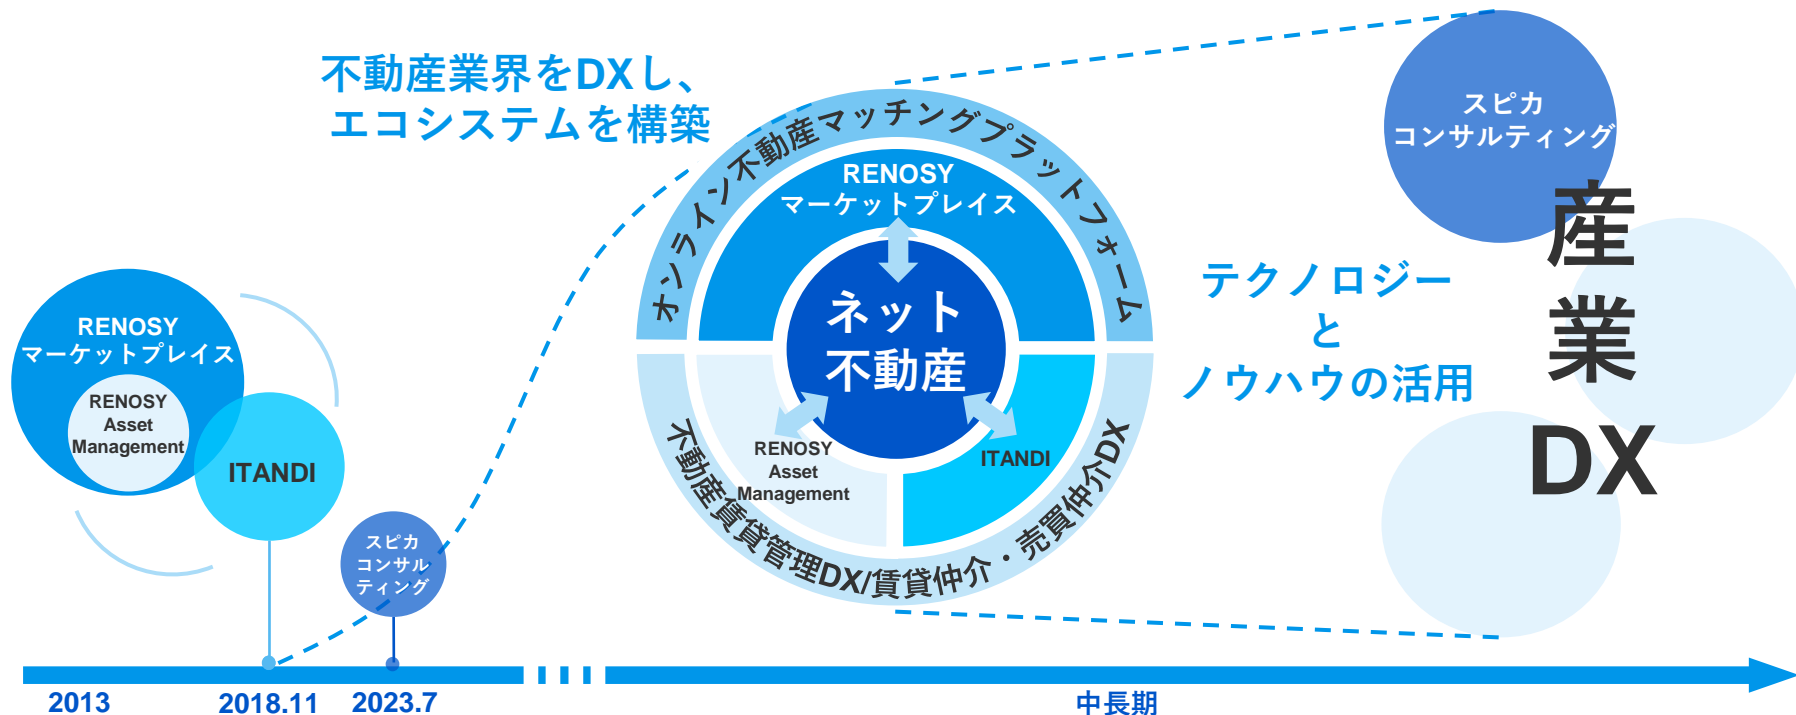 不動産業界をDXし、
エコシステムを構築
RENOSY
マーケットプレイス
RENOSY
Asset
Management
ITANDI
スピカ
コンサル
ティング
オンライン不動産マッチングプラットフォーム
RENOSY
マーケットプレイス
ネット
不動産
RENOSY
Asset
Management
ITANDI
不動産賃貸管理DX/賃貸仲介・売買仲介DX
テクノロジー
と
ノウハウの活用
スピカ
コンサルティング
産
業
DX
2013
2018.11
2023.7
中長期